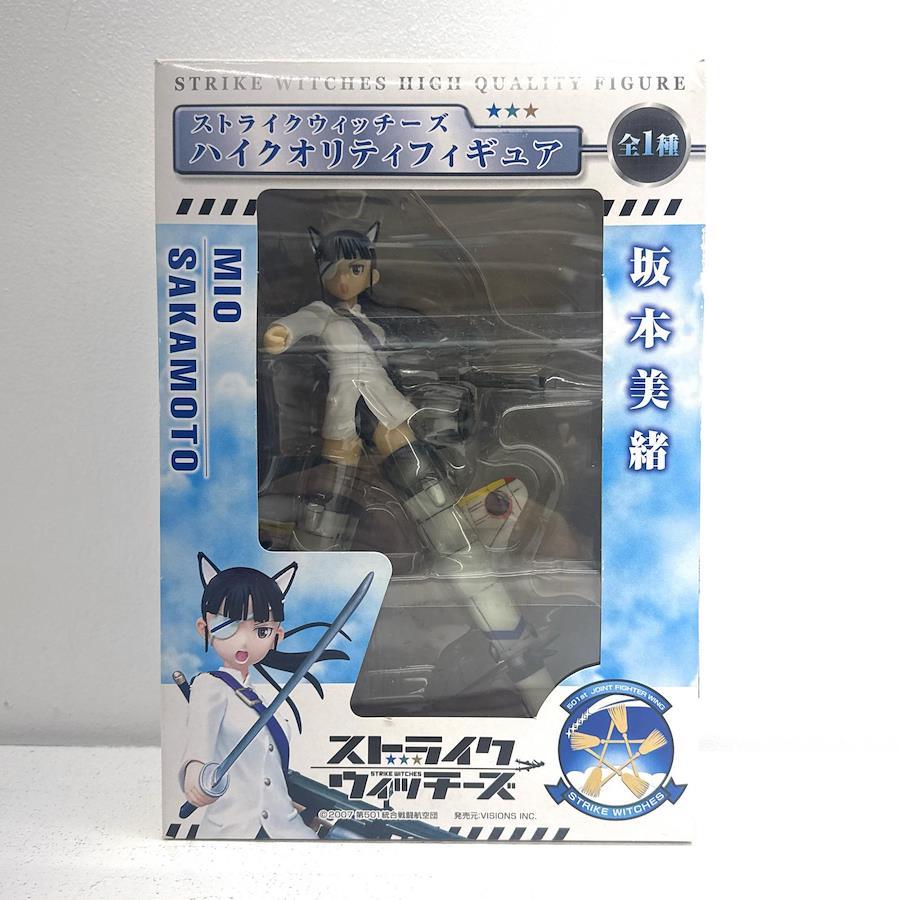 STRIKE WITCHES HIGH QUALITY FIGURE
ストライクウィッチーズ
ハイクオリティフィギュア
全1種
MIO
SAKAMOTO
坂本美緒
501st JOINT FIGHTER WING
STRIKE WITCHES
ストライク
STRIKE WITCHES
ウィッチーズ
©2007 第501統合戦闘航空団 発売元:VISIONS INC.